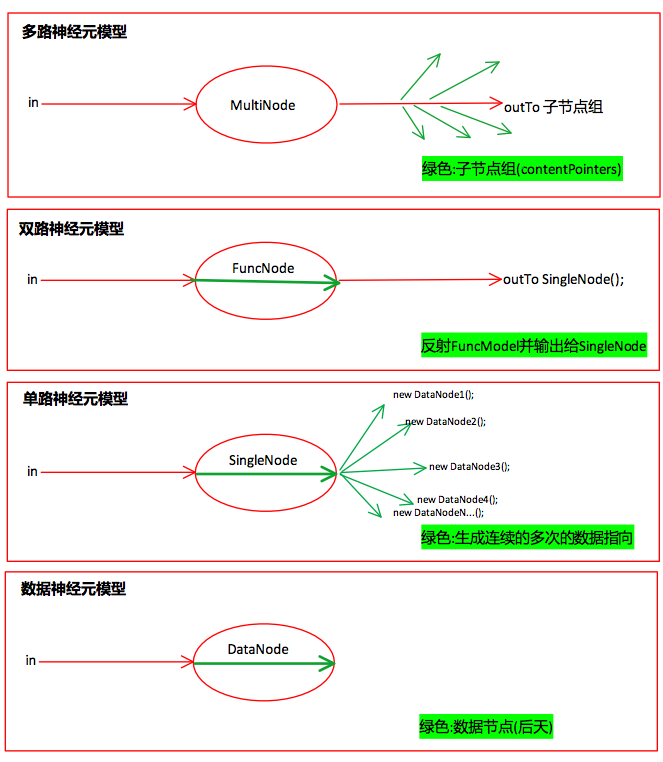 多路神经元模型
in
MultiNode
outTo 子节点组
绿色:子节点组(contentPointers)
双路神经元模型
in
FuncNode
outTo SingleNode();
反射FuncModel并输出给SingleNode
单路神经元模型
new DataNode1();
new DataNode2();
in
SingleNode
new DataNode3();
new DataNode4();
new DataNodeN...();
绿色:生成连续的多次的数据指向
数据神经元模型
in
DataNode
绿色:数据节点(后天)